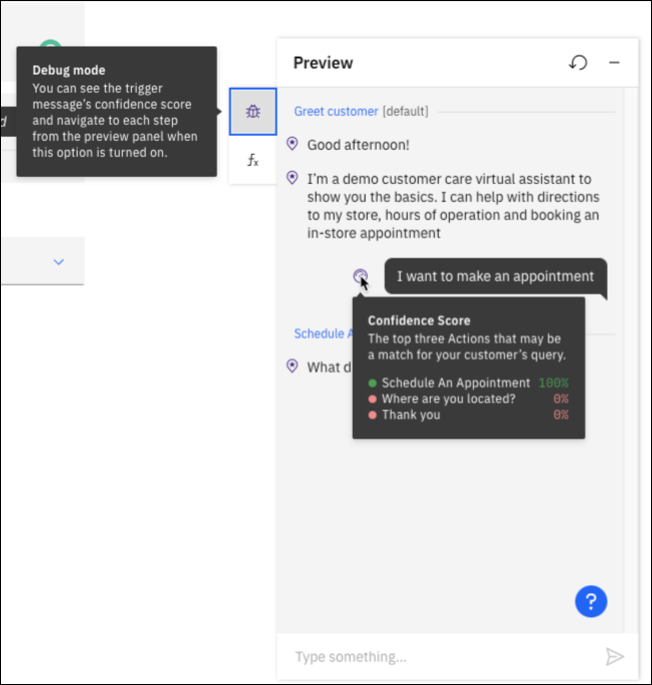 Debug mode
You can see the trigger
message's confidence score
and navigate to each step
from the preview panel when
this option is turned on.
d
fx
Preview
Greet customer [default]
Good afternoon!
I'm a demo customer care virtual assistant to
show you the basics. I can help with directions
to my store, hours of operation and booking an
in-store appointment
I want to make an appointment
Schedule A
What d
Confidence Score
The top three Actions that may be
a match for your customer's query.
Schedule An Appointment 100%
Where are you located? 0%
Thank you 0%
?
Type something...